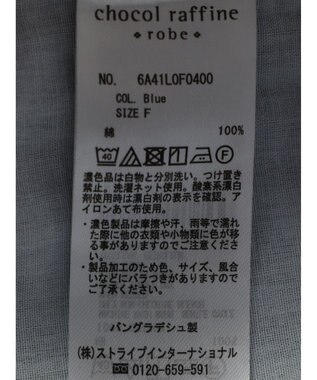 chocol raffine
robe
NO. 6A41L0F0400
COL. Blue
SIZE F
綿 100%
40 F
濃色品は白物と分別洗い。つけ置き
禁止。洗濯ネット使用。酸素系漂白
剤使用時は漂白剤の表示を確認。ア
イロンあて布使用。
・濃色品は摩擦や汗、雨等で濡れ
た際に他の衣類や小物類に色が移
る事がありますのでご注意くださ
い。
・製品加工のため色、サイズ、風合
いなどにバラつきがありますので
ご了承ください。
バングラデシュ製
(株)ストライプインターナショナル
☎ 0120-659-591